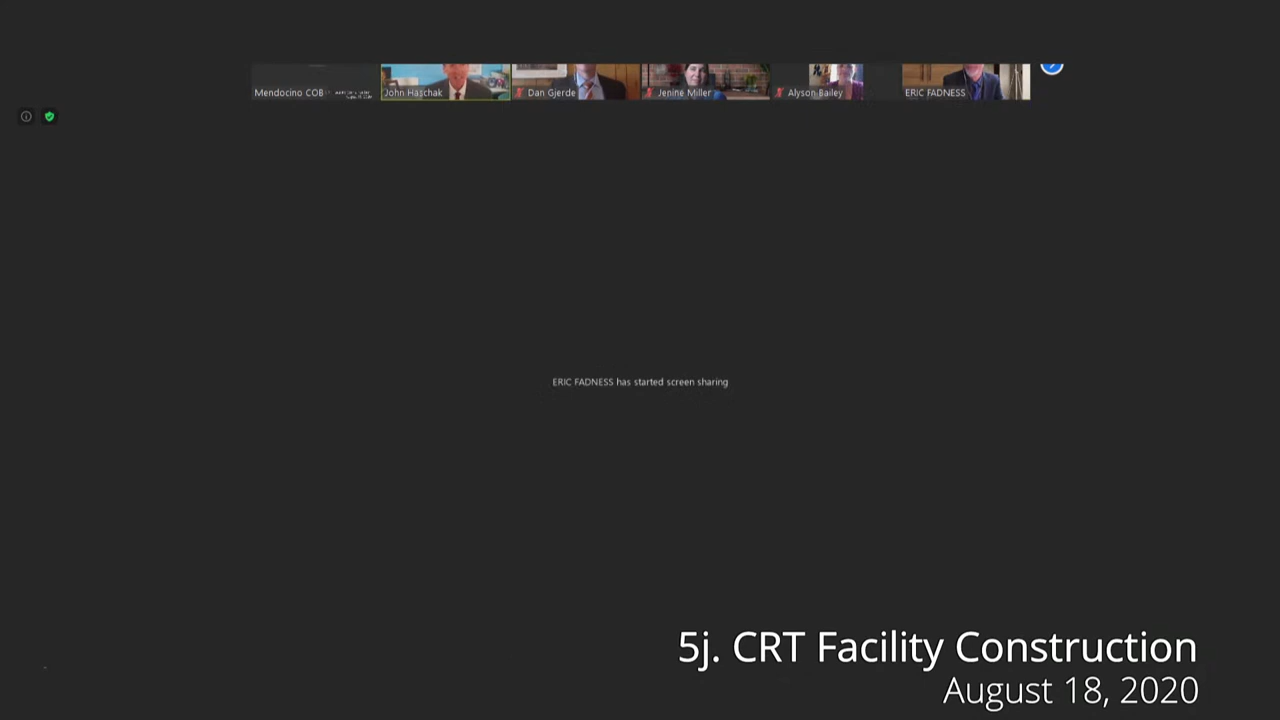 Mendocino COB
John Haschak
Dan Gjerde
Jenine Miller
Alyson Bailey
ERIC FADNESS
ERIC FADNESS has started screen sharing
5j. CRT Facility Construction
August 18, 2020